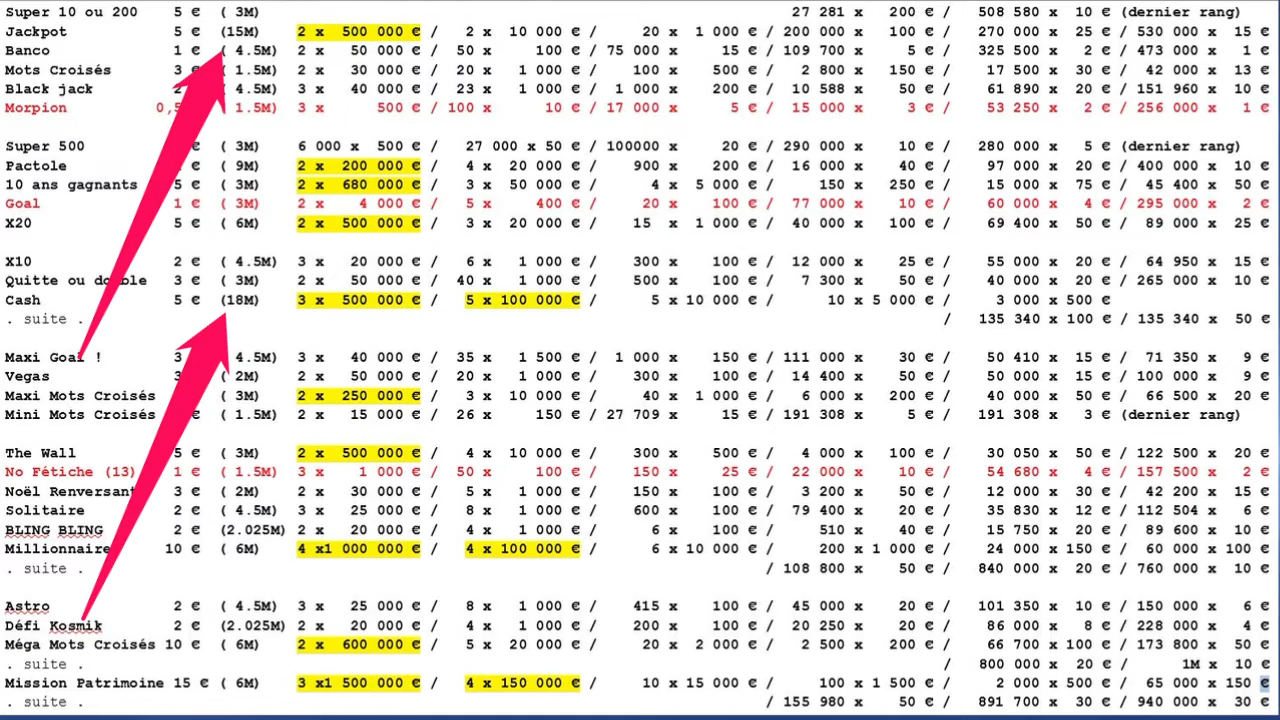 Super 10 ou 200 5 € ( 3M) 27 281 x 200 € / 508 580 x 10 € (dernier rang)
Jackpot 5 € (15M) 2 x 500 000 € / 2 x 10 000 € / 20 x 1 000 € / 200 000 x 100 € / 270 000 x 25 € / 530 000 x 15 €
Banco 1 € ( 4.5M) 2 x 50 000 € / 50 x 100 € / 75 000 x 15 € / 109 700 x 5 € / 325 500 x 2 € / 473 000 x 1 €
Mots Croisés 3 ( 1.5M) 2 x 30 000 € / 20 x 1 000 € / 100 x 500 € / 2 800 x 150 € / 17 500 x 30 € / 42 000 x 13 €
Black jack 2 4.5M) 3 x 40 000 € / 23 x 1 000 € / 1 000 x 200 € / 10 588 x 50 € / 61 890 x 20 € / 151 960 x 10 €
Morpion 0,5 1.5M) 3 x 500 € / 100 x 10 € / 17 000 x 5 € / 15 000 x 3 € / 53 250 x 2 € / 256 000 x 1 €
Super 500 € ( 3M) 6 000 x 500 € / 27 000 x 50 € / 100000 x 20 € / 290 000 x 10 € / 280 000 x 5 € (dernier rang)
Pactole € ( 9M) 2 x 200 000 € / 4 x 20 000 € / 900 x 200 € / 16 000 x 40 € / 97 000 x 20 € / 400 000 x 10 €
10 ans gagnants 5 € ( 3M) 2 x 680 000 € / 3 x 50 000 € / 4 x 5 000 € / 150 x 250 € / 15 000 x 75 € / 45 400 x 50 €
Goal 1 € ( 3M) 2 x 4 000 € / 5 x 400 € / 20 x 100 € / 77 000 x 10 € / 60 000 x 4 € / 295 000 x 2 €
X20 5 € ( 6M) 2 x 500 000 € / 3 x 20 000 € / 15 x 1 000 € / 40 000 x 100 € / 69 400 x 50 € / 89 000 x 25 €
X10 2 € ( 4.5M) 3 x 20 000 € / 6 x 1 000 € / 300 x 100 € / 12 000 x 25 € / 55 000 x 20 € / 64 950 x 15 €
Quitte ou double 3 € ( 3M) 2 x 50 000 € / 40 x 1 000 € / 500 x 100 € / 7 300 x 50 € / 40 000 x 20 € / 265 000 x 10 €
Cash 5 € (18M) 3 x 500 000 € / 5 x 100 000 € / 5 x 10 000 € / 10 x 5 000 € / 3 000 x 500 €
. suite . / 135 340 x 100 € / 135 340 x 50 €
Maxi Goal ! 3 4.5M) 3 x 40 000 € / 35 x 1 500 € / 1 000 x 150 € / 111 000 x 30 € / 50 410 x 15 € / 71 350 x 9 €
Vegas 3 ( 2M) 2 x 50 000 € / 20 x 1 000 € / 300 x 100 € / 14 400 x 50 € / 50 000 x 15 € / 100 000 x 9 €
Maxi Mots Croisés ( 3M) 2 x 250 000 € / 3 x 10 000 € / 40 x 1 000 € / 6 000 x 200 € / 40 000 x 50 € / 66 500 x 20 €
Mini Mots Croisés € ( 1.5M) 2 x 15 000 € / 26 x 150 € / 27 709 x 15 € / 191 308 x 5 € / 191 308 x 3 € (dernier rang)
The Wall 5 € ( 3M) 2 x 500 000 € / 4 x 10 000 € / 300 x 500 € / 4 000 x 100 € / 30 050 x 50 € / 122 500 x 20 €
No Fétiche (13) 1 € ( 1.5M) 3 x 1 000 € / 50 x 100 € / 150 x 25 € / 22 000 x 10 € / 54 680 x 4 € / 157 500 x 2 €
Noël Renversant 3 € ( 2M) 2 x 30 000 € / 5 x 1 000 € / 150 x 100 € / 3 200 x 50 € / 12 000 x 30 € / 42 200 x 15 €
Solitaire 2 € ( 4.5M) 3 x 25 000 € / 8 x 1 000 € / 600 x 100 € / 79 400 x 20 € / 35 830 x 12 € / 112 504 x 6 €
BLING BLING 2 € (2.025M) 2 x 20 000 € / 4 x 1 000 € / 6 x 100 € / 510 x 40 € / 15 750 x 20 € / 89 600 x 10 €
Millionnaire 10 € ( 6M) 4 x1 000 000 € / 4 x 100 000 € / 6 x 10 000 € / 200 x 1 000 € / 24 000 x 150 € / 60 000 x 100 €
. suite . / 108 800 x 50 € / 840 000 x 20 € / 760 000 x 10 €
Astro 2 € ( 4.5M) 3 x 25 000 € / 8 x 1 000 € / 415 x 100 € / 45 000 x 20 € / 101 350 x 10 € / 150 000 x 6 €
Défi Kosmik 2 € (2.025M) 2 x 20 000 € / 4 x 1 000 € / 200 x 100 € / 20 250 x 20 € / 86 000 x 8 € / 228 000 x 4 €
Méga Mots Croisés 10 € ( 6M) 2 x 600 000 € / 5 x 20 000 € / 20 x 2 000 € / 2 500 x 200 € / 66 700 x 100 € / 173 800 x 50 €
. suite . / 800 000 x 20 € / 1M x 10 €
Mission Patrimoine 15 € ( 6M) 3 x1 500 000 € / 4 x 150 000 € / 10 x 15 000 € / 100 x 1 500 € / 2 000 x 500 € / 65 000 x 150 €
. suite . / 155 980 x 50 € / 891 700 x 30 € / 940 000 x 30 €